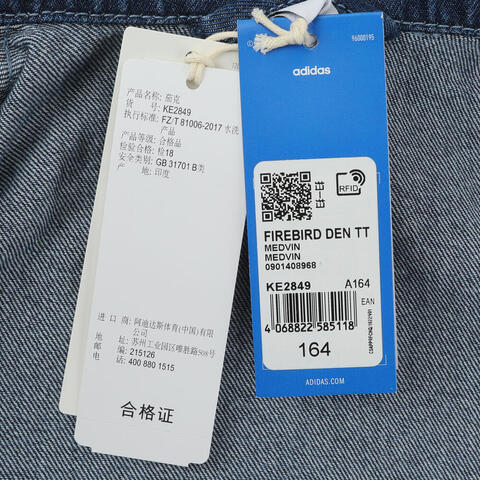 产品名称: 茄克
货 号: KE2849
执行标准: FZ/T 81006-2017 水洗
产品
产品等级: 合格品
检验合格: 检18
安全类别: GB 31701 B类
产 地: 印度
进 口 商: 阿迪达斯体育(中国)有限
公司
地 址: 苏州工业园区唯胜路508号
邮 编: 215126
电 话: 400 880 1515
合格证
96000195
adidas
RFID
FIREBIRD DEN TT
MEDVIN
MEDVIN
0901408968
KE2849 A164
EAN
4 068822 585118
164
ADIDAS.COM